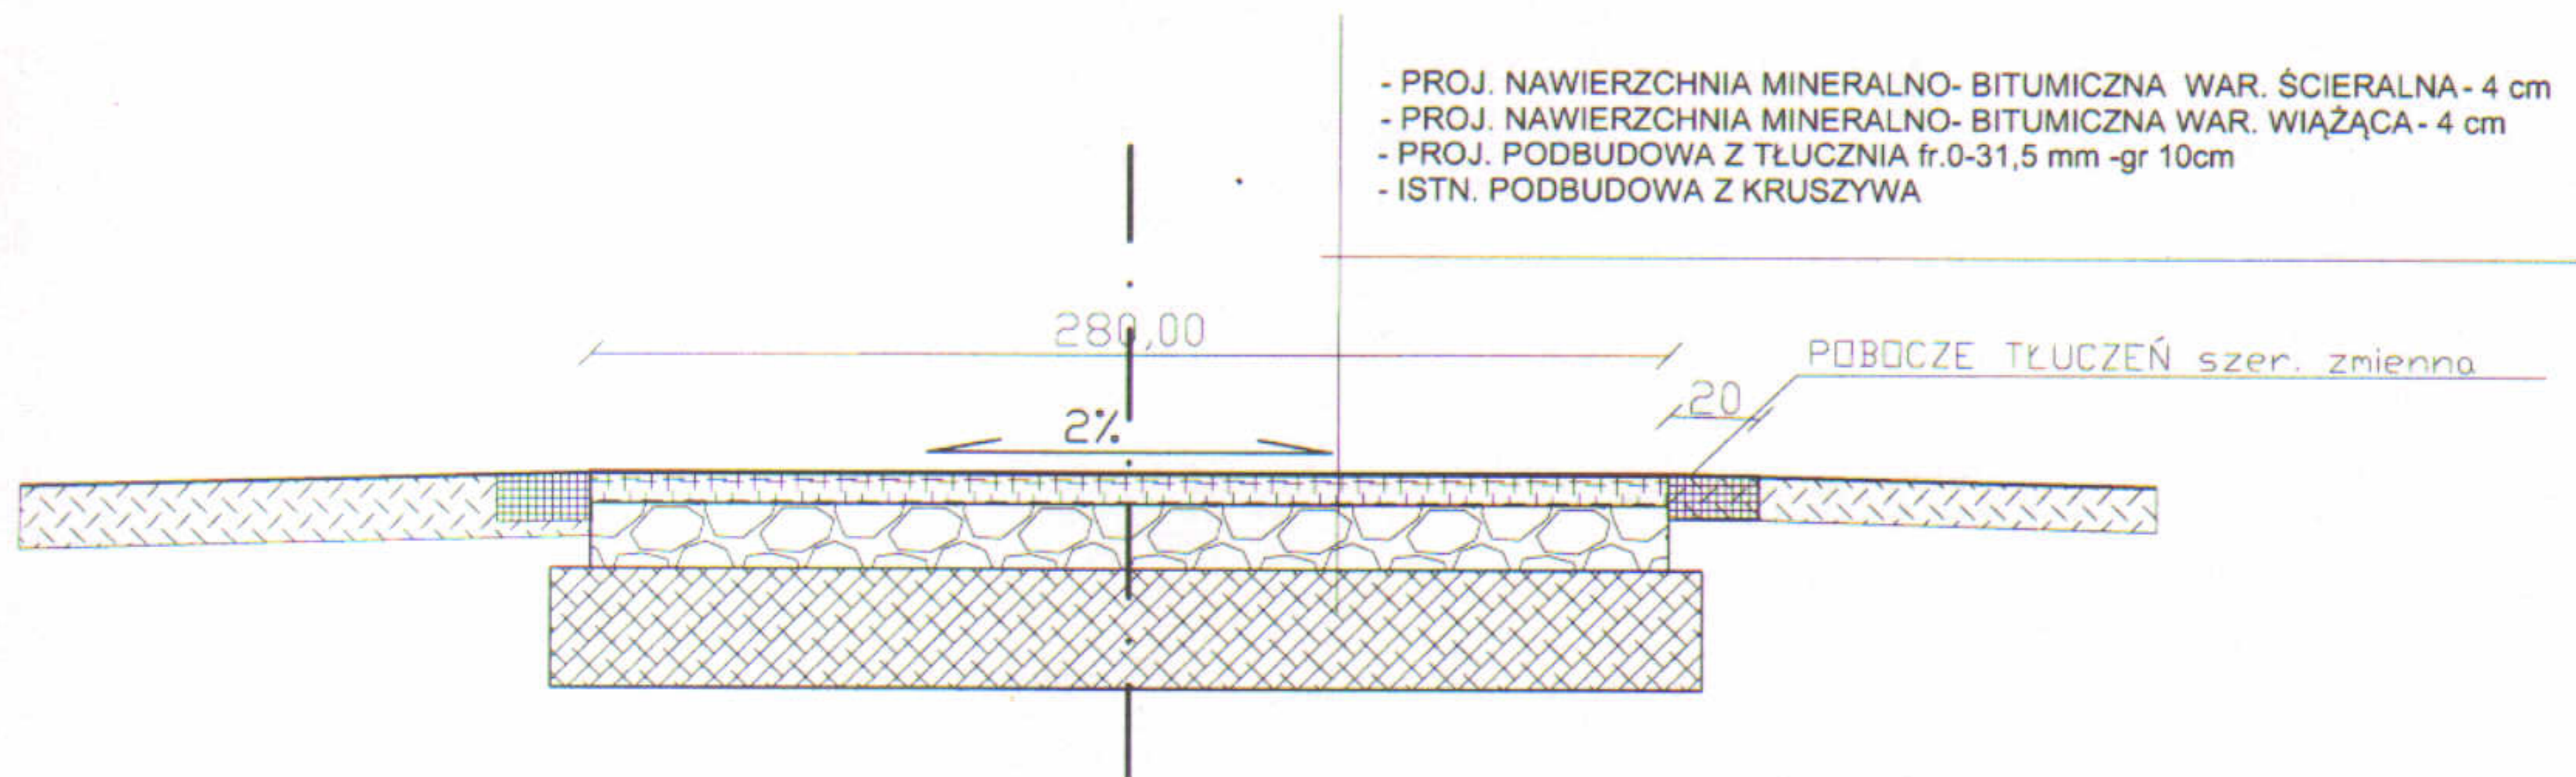 - PROJ. NAWIERZCHNIA MINERALNO- BITUMICZNA WAR. ŚCIERALNA- 4 cm
- PROJ. NAWIERZCHNIA MINERALNO- BITUMICZNA WAR. WIĄŻĄCA- 4 cm
- PROJ. PODBUDOWA Z TŁUCZNIA fr.0-31,5 mm -gr 10cm
- ISTN. PODBUDOWA Z KRUSZYWA
280,00
POBOCZE TŁUCZEŃ szer. zmienna
20
2%